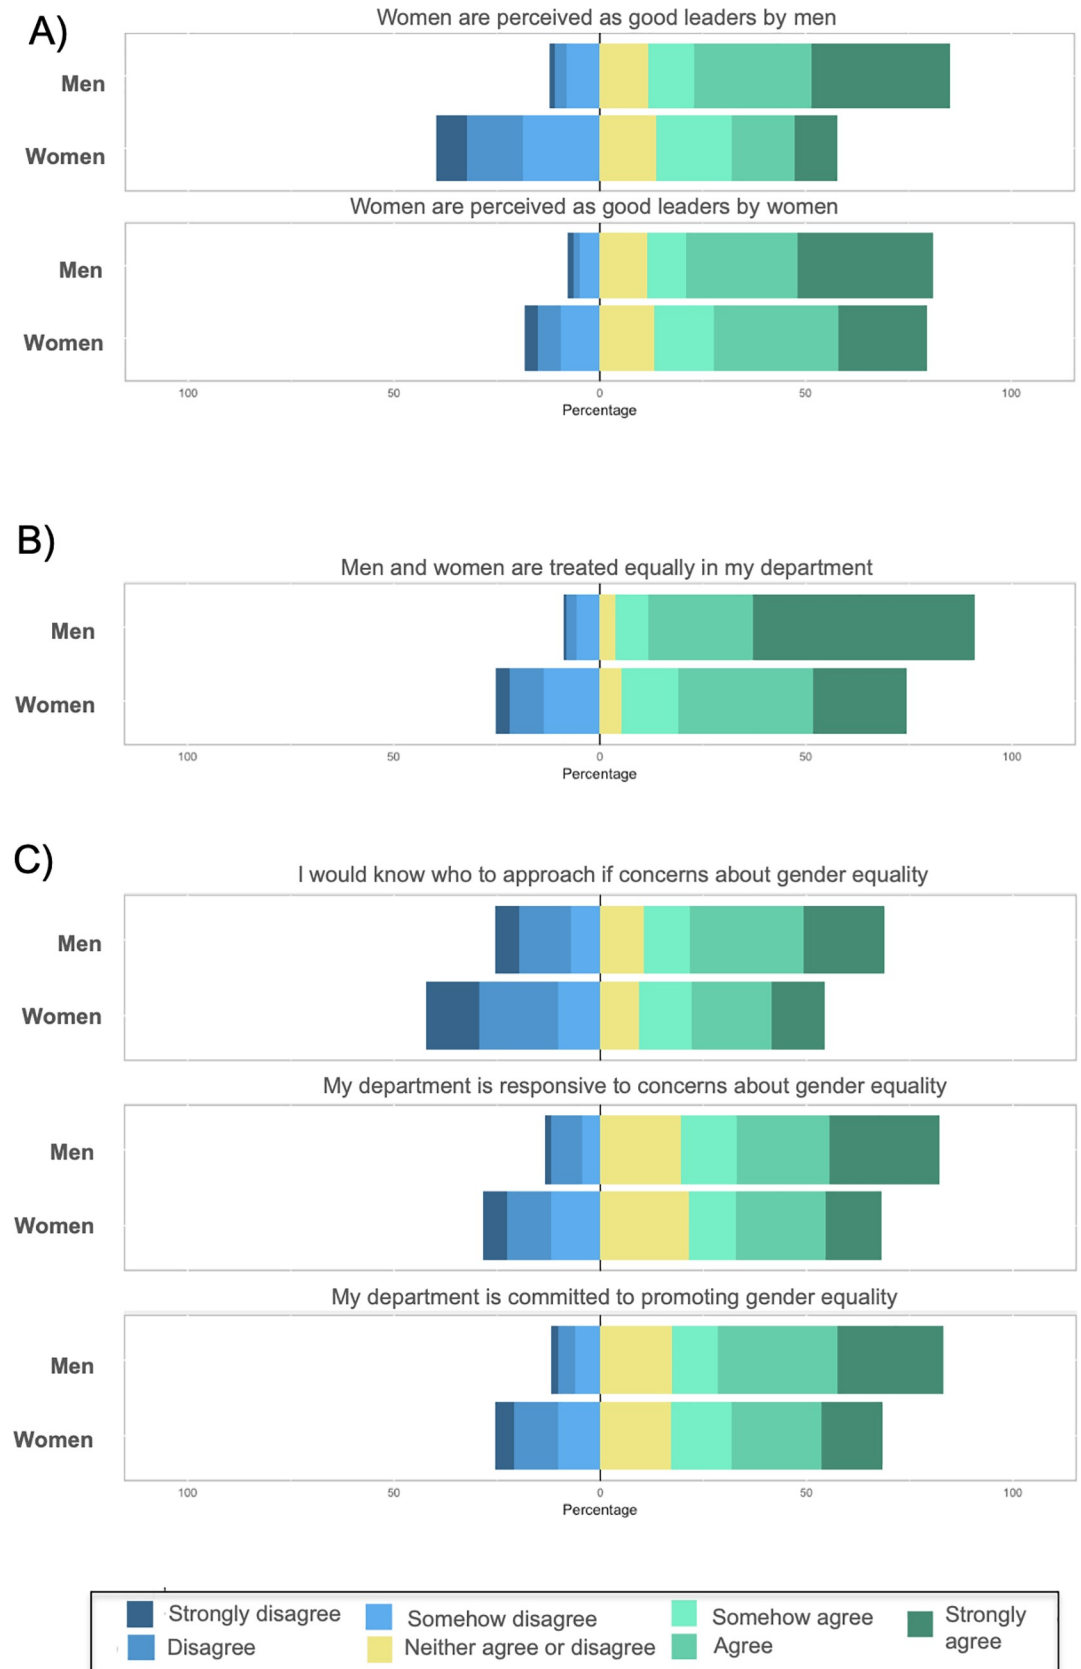 A)
Women are perceived as good leaders by men
Men
Women
Women are perceived as good leaders by women
Men
Women
100 50 0 50 100
Percentage
B)
Men and women are treated equally in my department
Men
Women
100 50 0 50 100
Percentage
C)
I would know who to approach if concerns about gender equality
Men
Women
My department is responsive to concerns about gender equality
Men
Women
My department is committed to promoting gender equality
Men
Women
100 50 0 50 100
Percentage
Strongly disagree
Disagree
Somehow disagree
Neither agree or disagree
Somehow agree
Agree
Strongly
agree